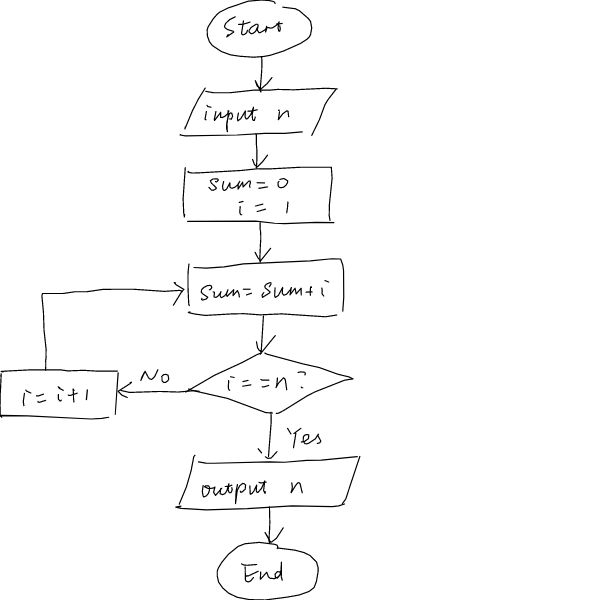 Start
input n
sum = 0
i = 1
sum = sum + i
i == n ?
No
i = i + 1
Yes
output n
End